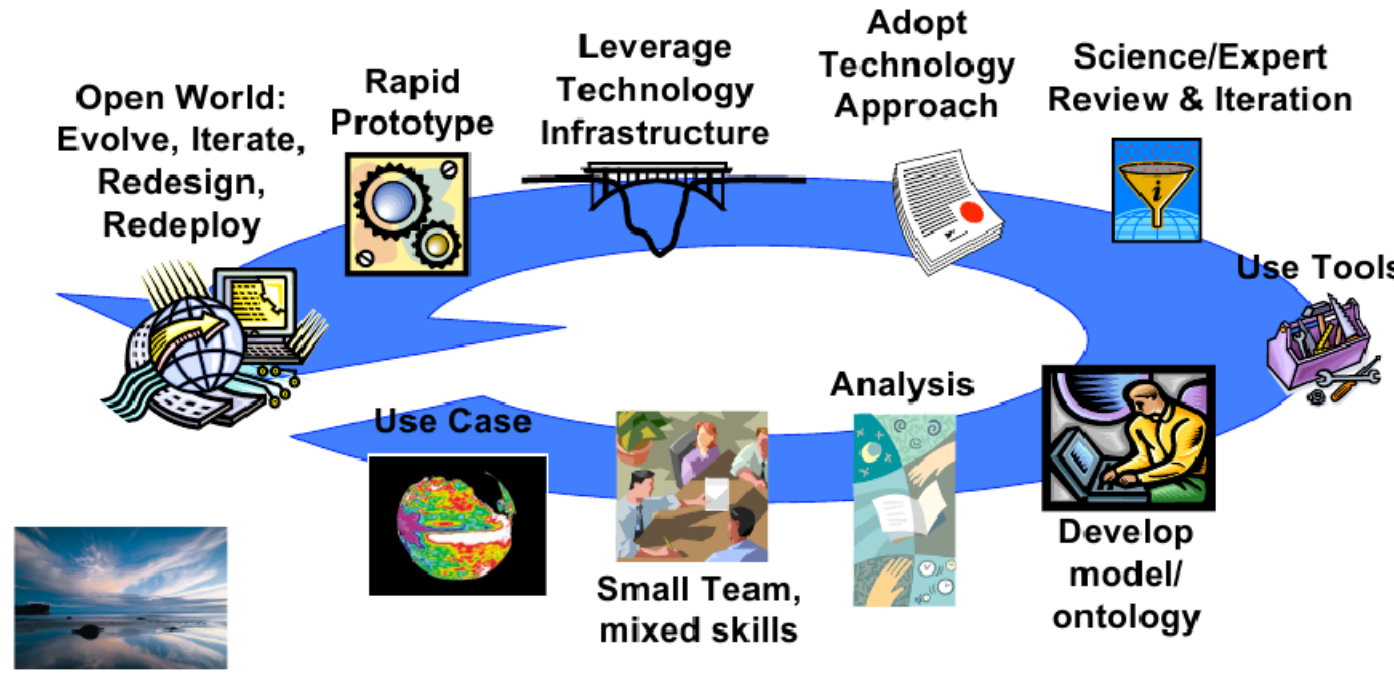 Open World:
Evolve, Iterate,
Redesign,
Redeploy
Rapid
Prototype
Leverage
Technology
Infrastructure
Adopt
Technology
Approach
Science/Expert
Review & Iteration
Use Tools
Use Case
Small Team,
mixed skills
Analysis
Develop
model/
ontology